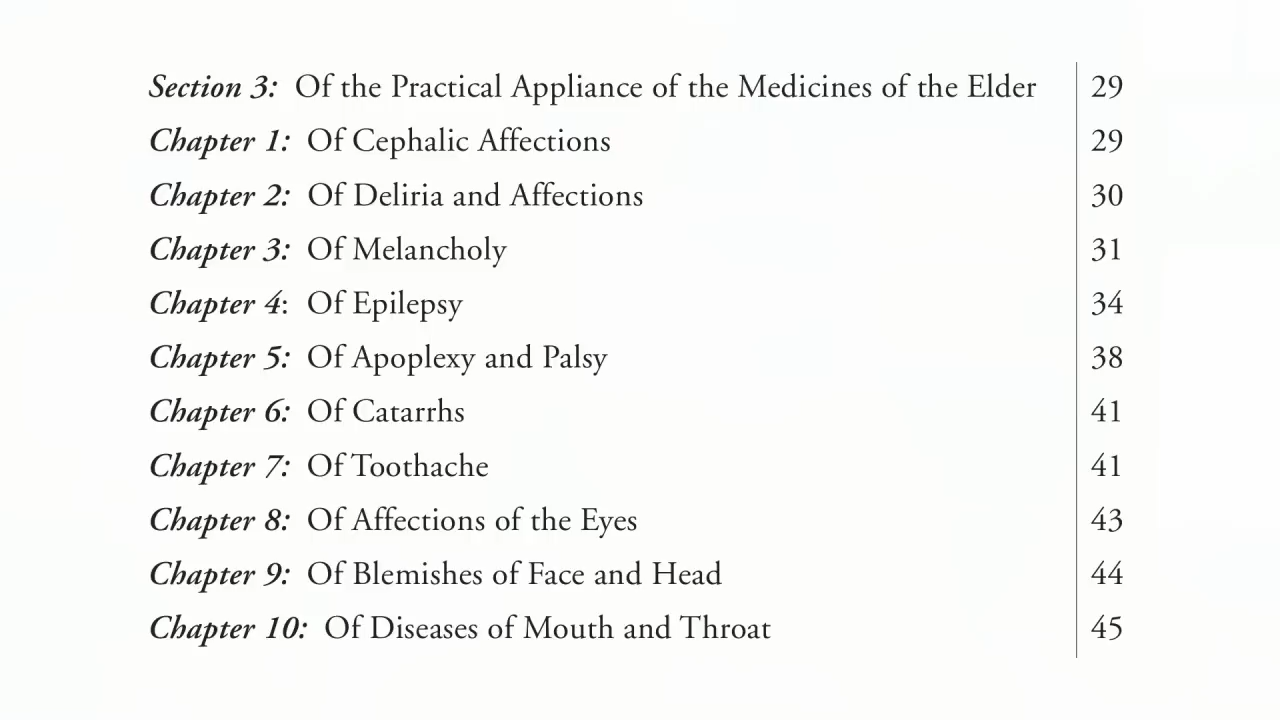 Section 3: Of the Practical Appliance of the Medicines of the Elder 29
Chapter 1: Of Cephalic Affections 29
Chapter 2: Of Deliria and Affections 30
Chapter 3: Of Melancholy 31
Chapter 4: Of Epilepsy 34
Chapter 5: Of Apoplexy and Palsy 38
Chapter 6: Of Catarrhs 41
Chapter 7: Of Toothache 41
Chapter 8: Of Affections of the Eyes 43
Chapter 9: Of Blemishes of Face and Head 44
Chapter 10: Of Diseases of Mouth and Throat 45